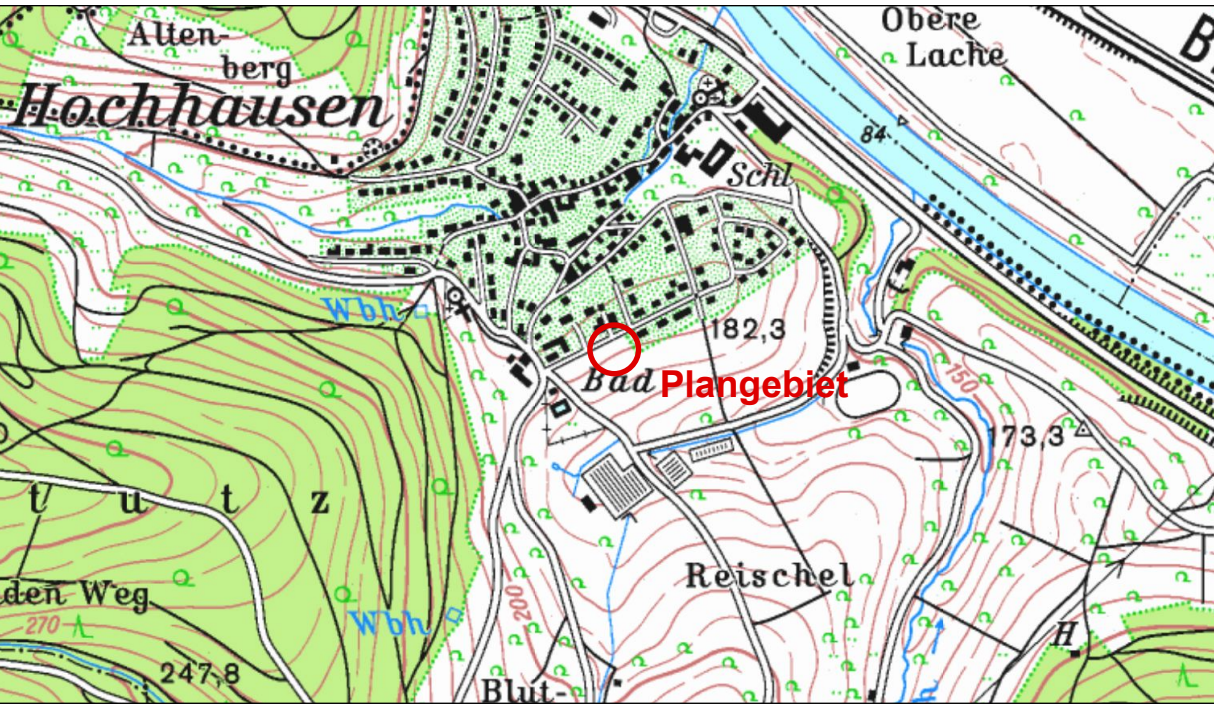 Obere
Lache
B
Alten-
berg
Hochhausen
84
Schl
Wbh
182,3
Bad
Plangebiet
150
173,3
t u t z
Reischel
den Weg
200
270
Wbh
H
247,8
Blut-